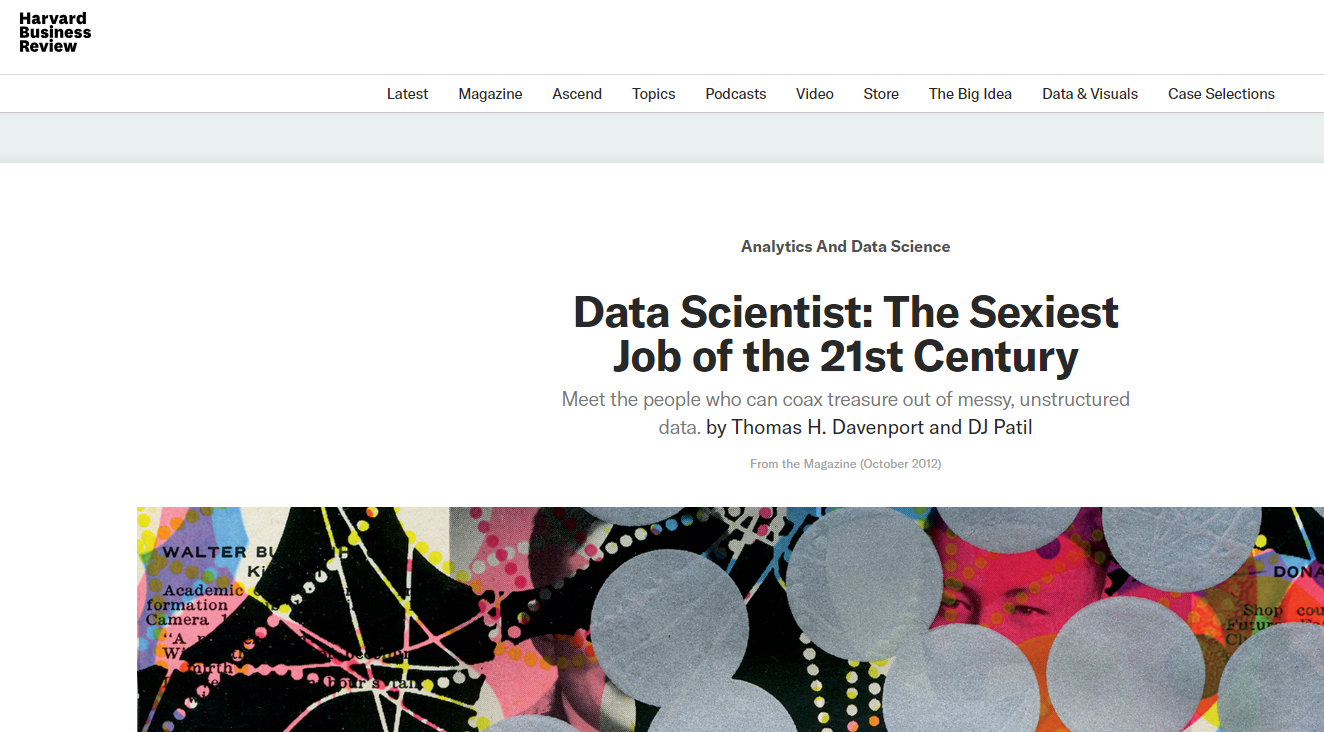 Harvard
Business
Review
Latest Magazine Ascend Topics Podcasts Video Store The Big Idea Data & Visuals Case Selections
Analytics And Data Science
Data Scientist: The Sexiest
Job of the 21st Century
Meet the people who can coax treasure out of messy, unstructured
data. by Thomas H. Davenport and DJ Patil
From the Magazine (October 2012)
WALTER
DONA
Academic
formation
Shop cou
Camera
"A
mirth